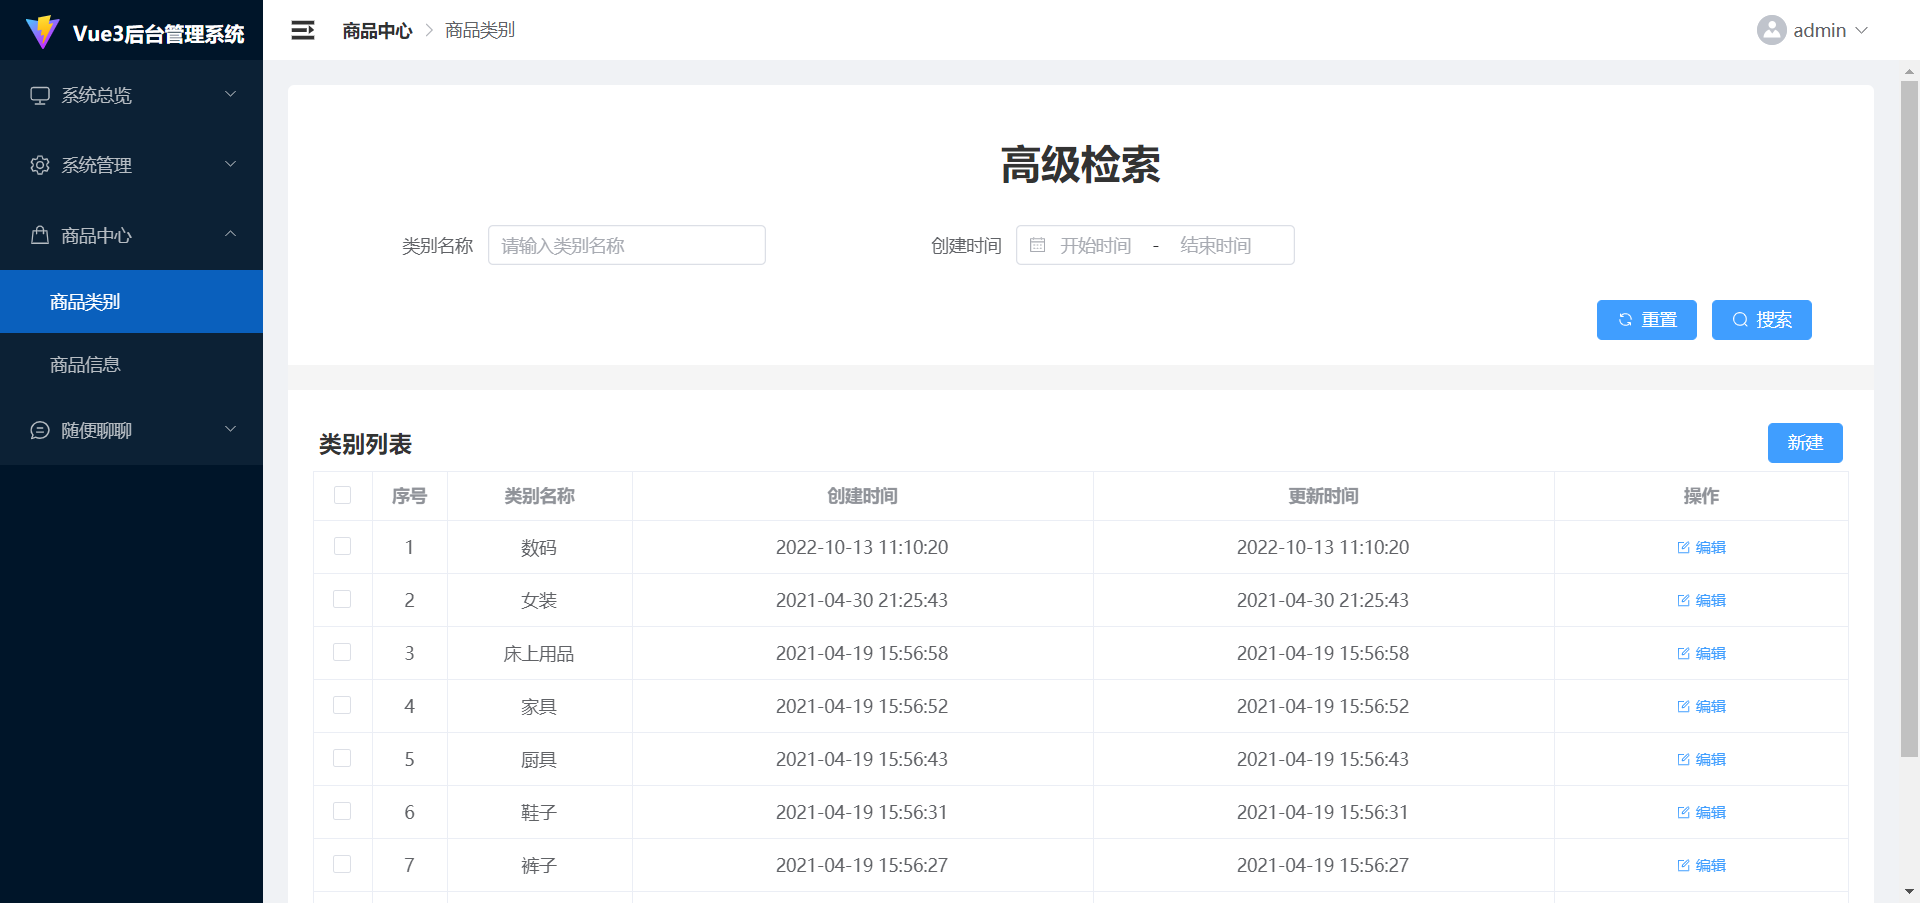 Vue3后台管理系统
商品中心 > 商品类别
admin
系统总览
系统管理
商品中心
商品类别
商品信息
随便聊聊
高级检索
类别名称 请输入类别名称 创建时间 开始时间 - 结束时间
重置 搜索
类别列表 新建
序号 类别名称 创建时间 更新时间 操作
1 数码 2022-10-13 11:10:20 2022-10-13 11:10:20 编辑
2 女装 2021-04-30 21:25:43 2021-04-30 21:25:43 编辑
3 床上用品 2021-04-19 15:56:58 2021-04-19 15:56:58 编辑
4 家具 2021-04-19 15:56:52 2021-04-19 15:56:52 编辑
5 厨具 2021-04-19 15:56:43 2021-04-19 15:56:43 编辑
6 鞋子 2021-04-19 15:56:31 2021-04-19 15:56:31 编辑
7 裤子 2021-04-19 15:56:27 2021-04-19 15:56:27 编辑